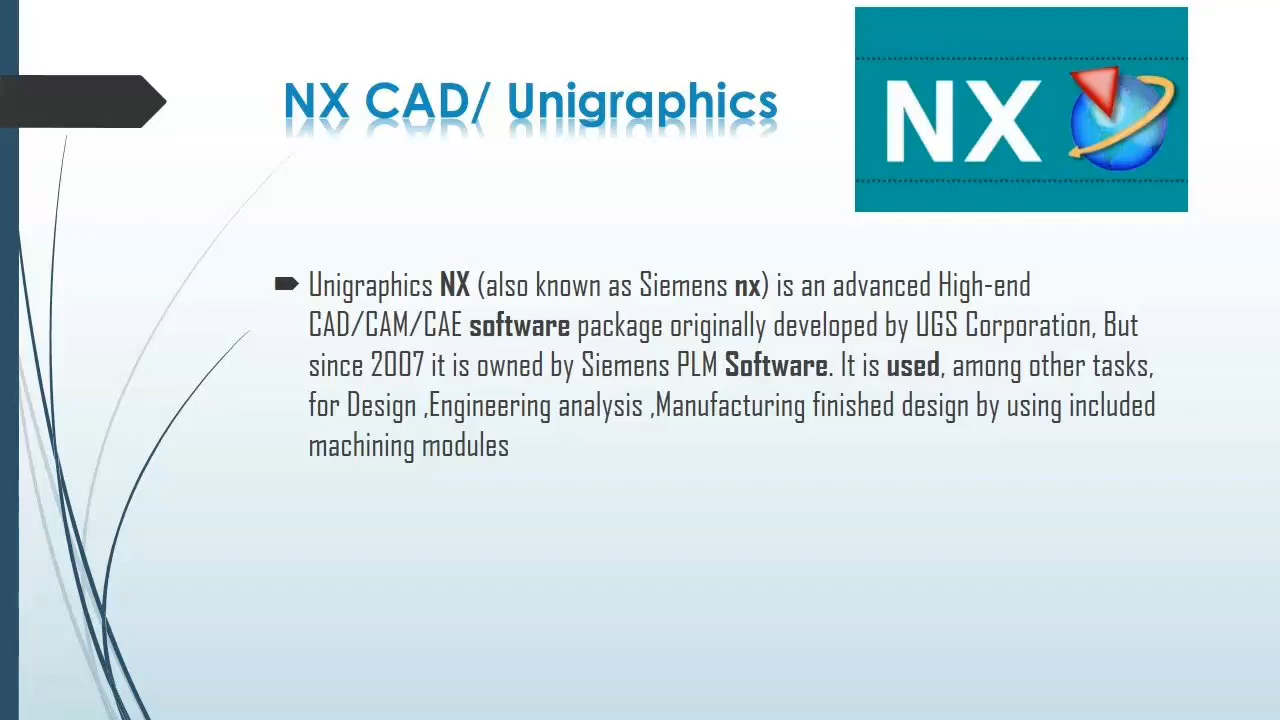 NX CAD/ Unigraphics
NX
Unigraphics NX (also known as Siemens nx) is an advanced High-end
CAD/CAM/CAE software package originally developed by UGS Corporation, But
since 2007 it is owned by Siemens PLM Software. It is used, among other tasks,
for Design ,Engineering analysis ,Manufacturing finished design by using included
machining modules